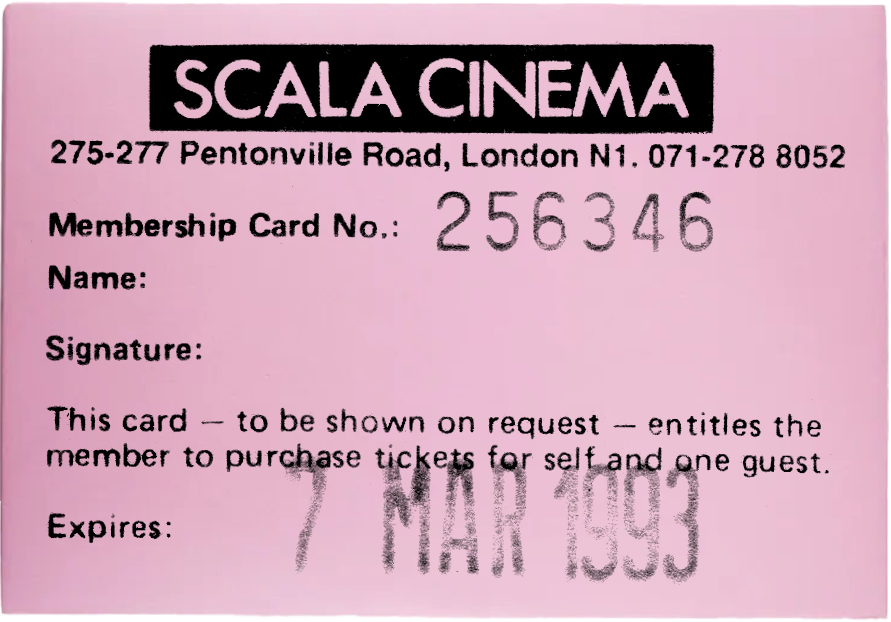 SCALA CINEMA
275-277 Pentonville Road, London N1. 071-278 8052
Membership Card No.: 256346
Name:
Signature:
This card — to be shown on request — entitles the
member to purchase tickets for self and one guest.
Expires: 7 MAR 1993